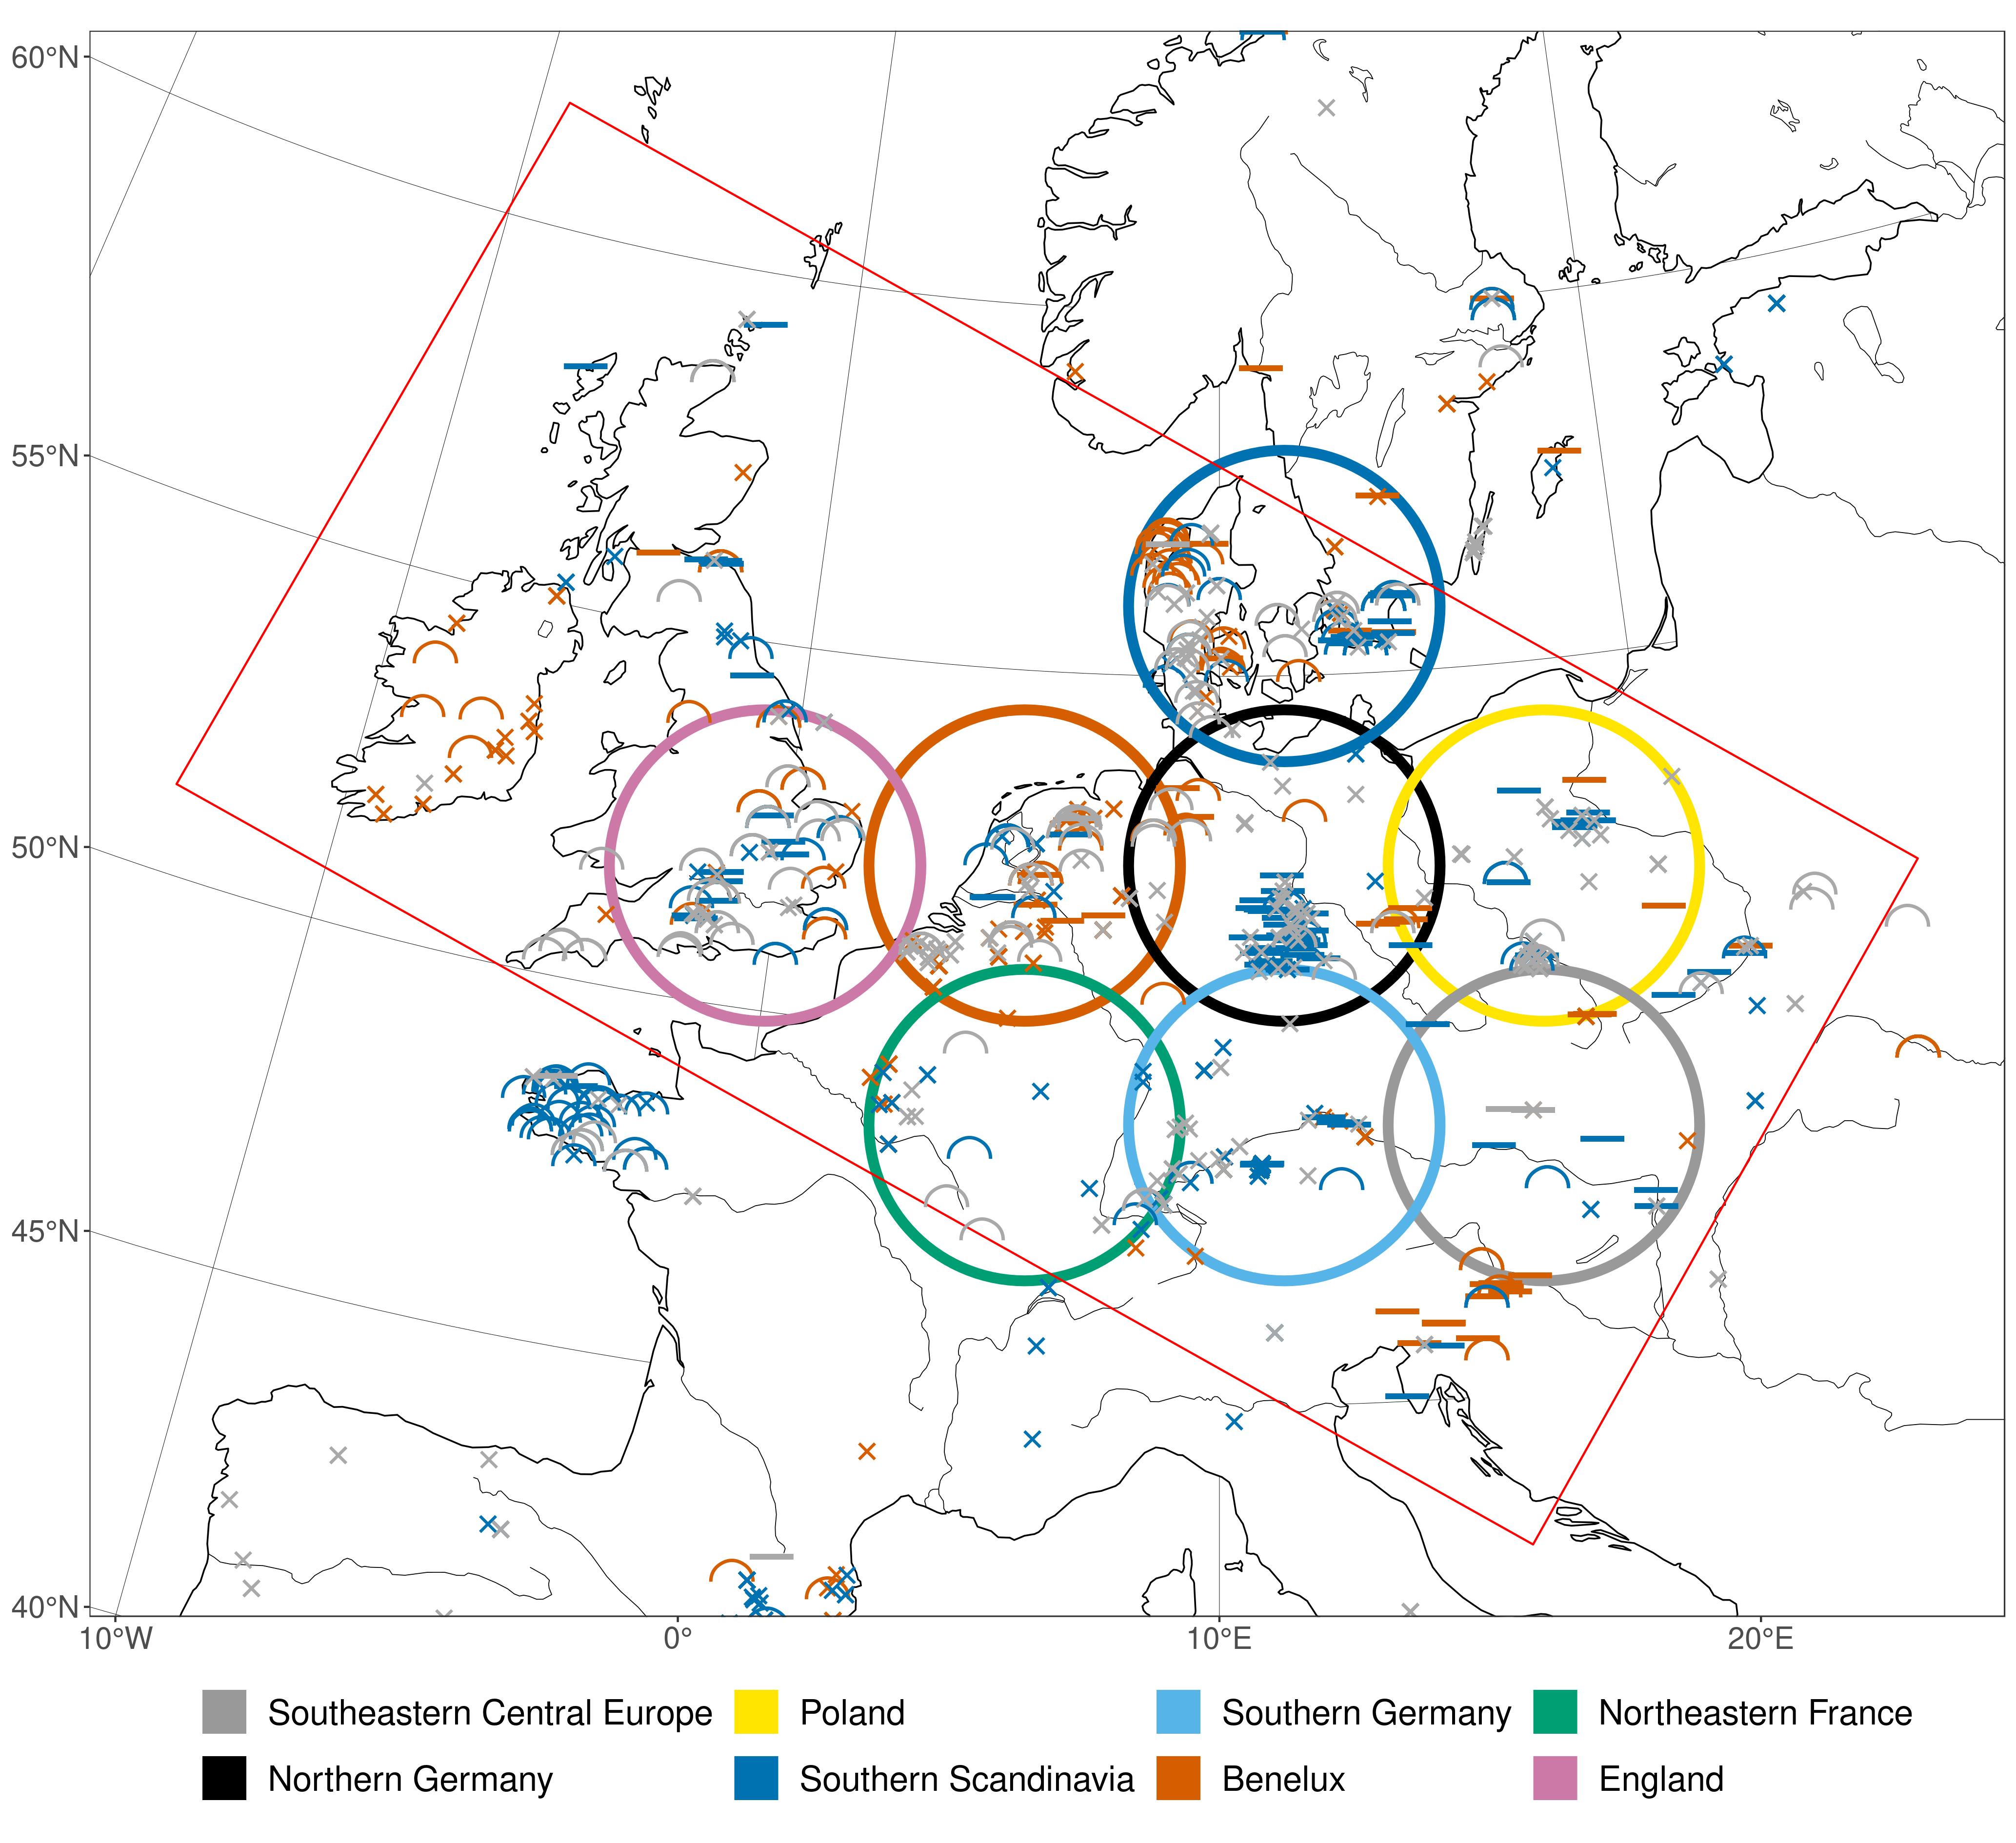 60°N
55°N
50°N
45°N
40°N
10°W 0° 10°E 20°E
Southeastern Central Europe Poland Southern Germany Northeastern France
Northern Germany Southern Scandinavia Benelux England